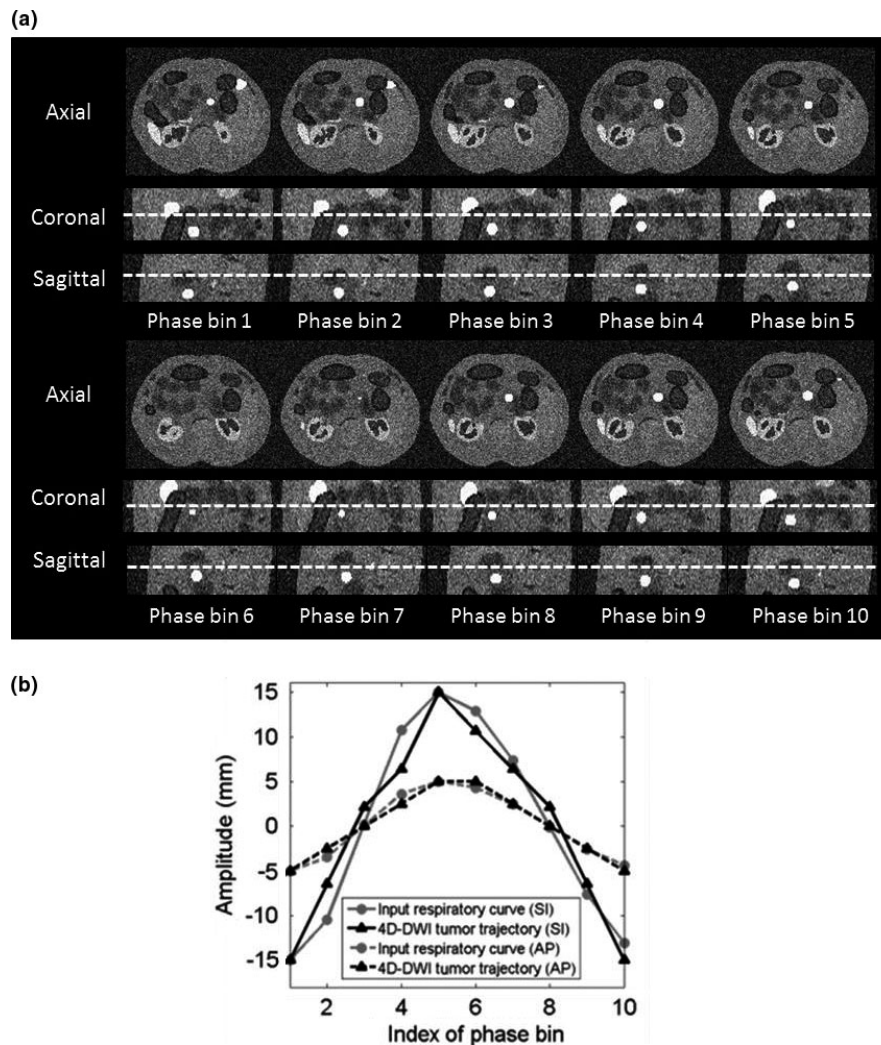 (a)
Axial
Coronal
Sagittal
Phase bin 1 Phase bin 2 Phase bin 3 Phase bin 4 Phase bin 5
Axial
Coronal
Sagittal
Phase bin 6 Phase bin 7 Phase bin 8 Phase bin 9 Phase bin 10
(b)
Amplitude (mm)
15
10
5
0
-5
-10
-15
Input respiratory curve (SI)
4D-DWI tumor trajectory (SI)
Input respiratory curve (AP)
4D-DWI tumor trajectory (AP)
2 4 6 8 10
Index of phase bin